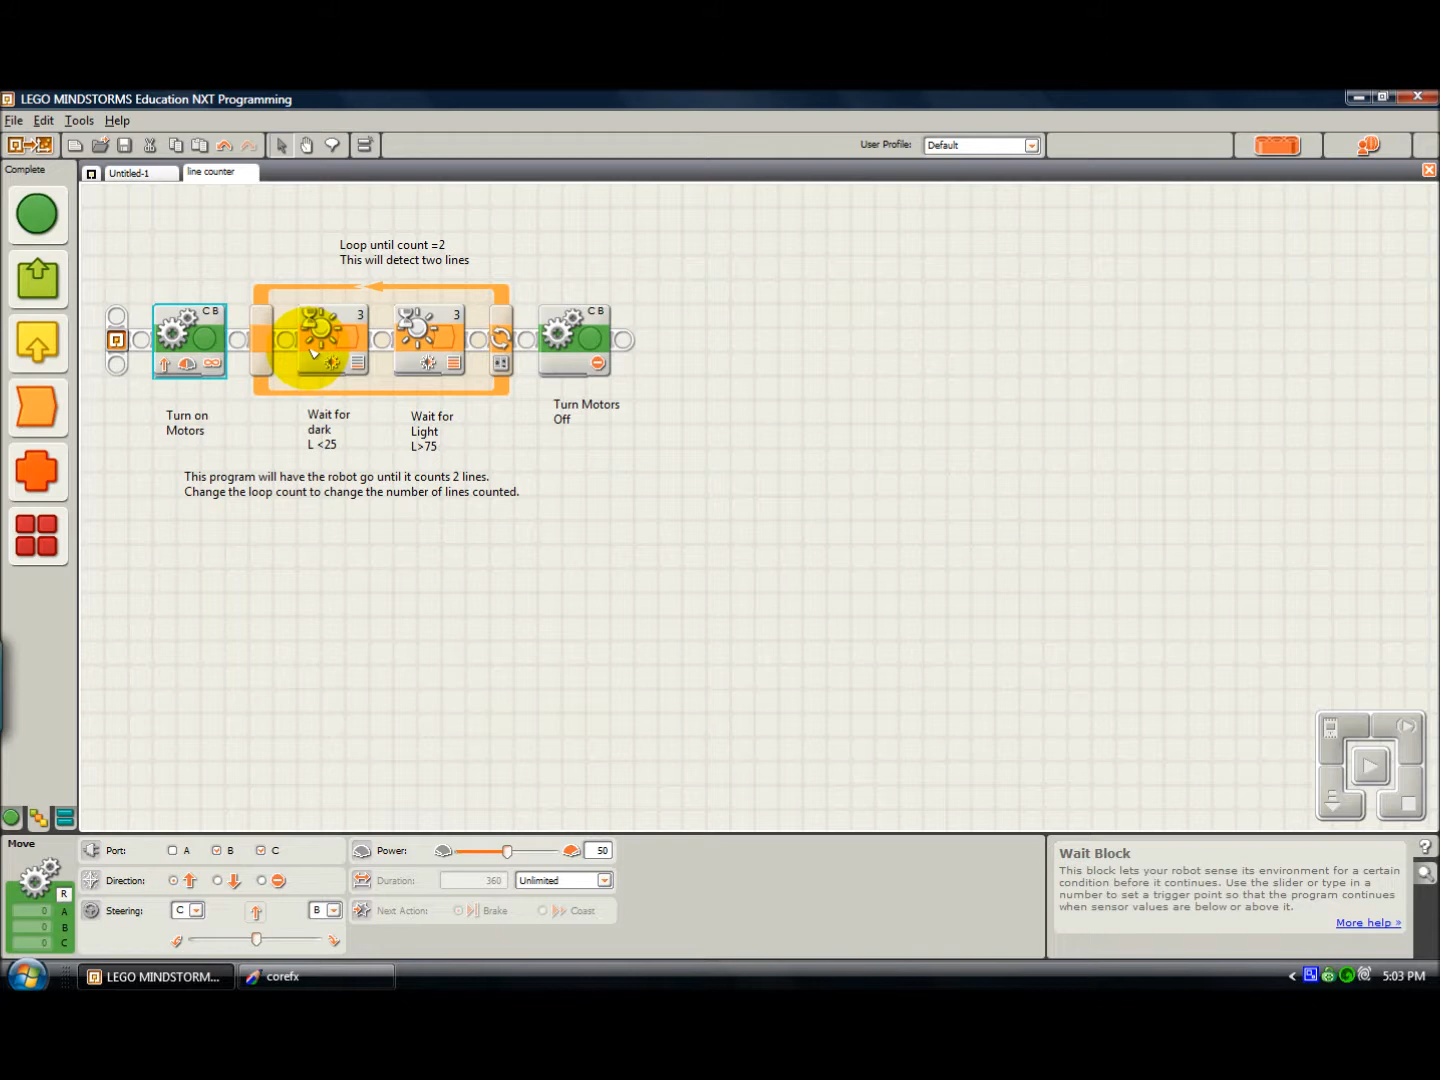 LEGO MINDSTORMS Education NXT Programming
File Edit Tools Help
User Profile: Default
Complete
Untitled-1 line counter
Loop until count =2
This will detect two lines
C B 3 3 C B
Turn on
Motors
Wait for
dark
L <25
Wait for
Light
L>75
Turn Motors
Off
This program will have the robot go until it counts 2 lines.
Change the loop count to change the number of lines counted.
Move
R
0 A
0 B
0 C
Port: A B C
Direction:
Steering: C B
Power: 50
Duration: 360 Unlimited
Next Action: Brake Coast
Wait Block
This block lets your robot sense its environment for a certain
condition before it continues. Use the slider or type in a
number to set a trigger point so that the program continues
when sensor values are below or above it.
More help »
LEGO MINDSTORM... corefx
5:03 PM